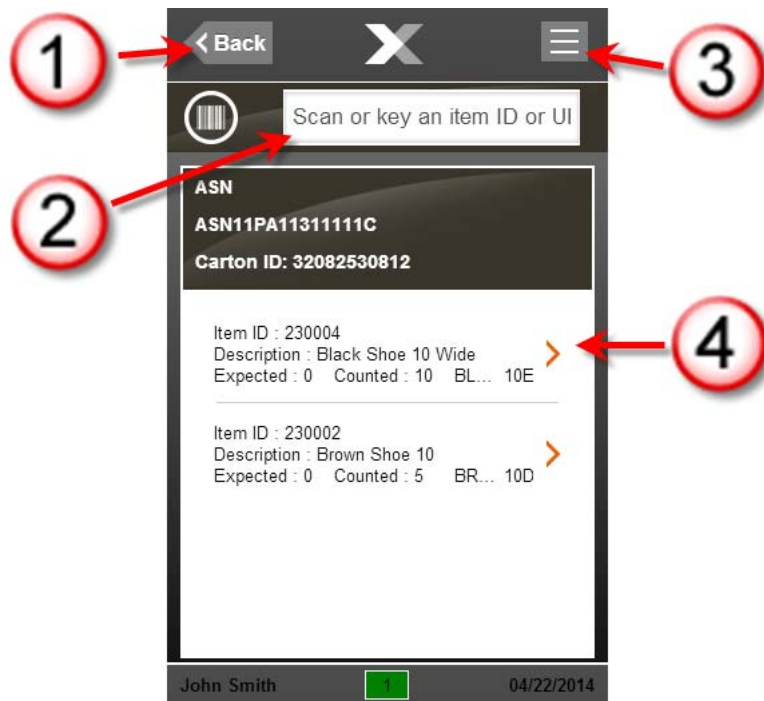 1
Back
3
Scan or key an item ID or UI
2
ASN
ASN11PA11311111C
Carton ID: 32082530812
Item ID : 230004
Description : Black Shoe 10 Wide
Expected : 0 Counted : 10 BL... 10E
4
Item ID : 230002
Description : Brown Shoe 10
Expected : 0 Counted : 5 BR... 10D
John Smith 1 04/22/2014